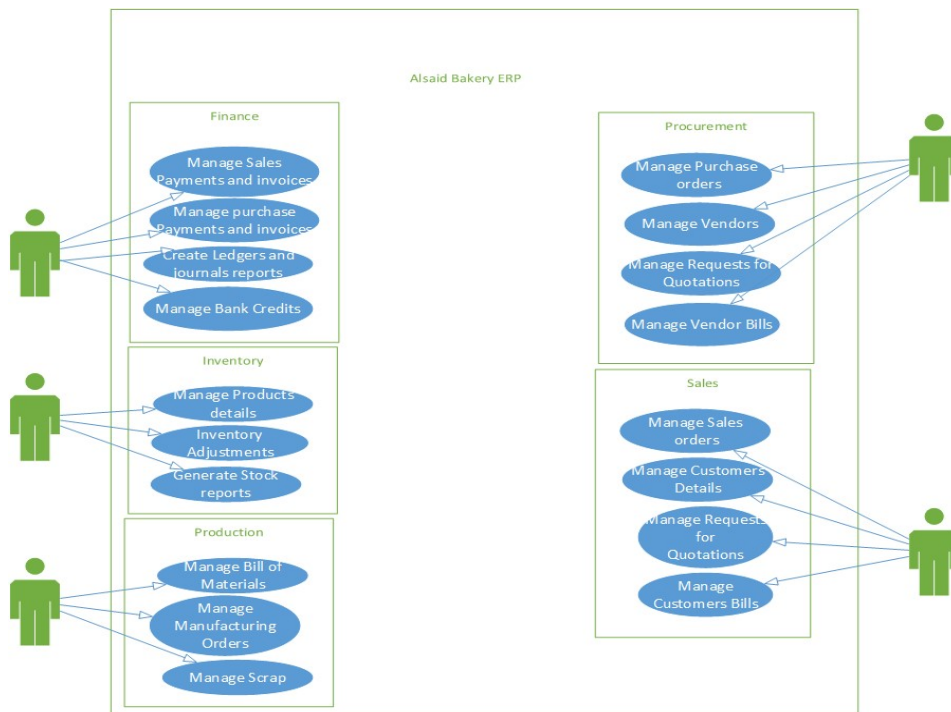 Alsaid Bakery ERP
Finance
Manage Sales
Payments and invoices
Manage purchase
Payments and invoices
Create Ledgers and
journals reports
Manage Bank Credits
Inventory
Manage Products
details
Inventory
Adjustments
Generate Stock
reports
Production
Manage Bill of
Materials
Manage
Manufacturing
Orders
Manage Scrap
Procurement
Manage Purchase
orders
Manage Vendors
Manage Requests for
Quotations
Manage Vendor Bills
Sales
Manage Sales
orders
Manage Customers
Details
Manage Requests
for
Quotations
Manage
Customers Bills